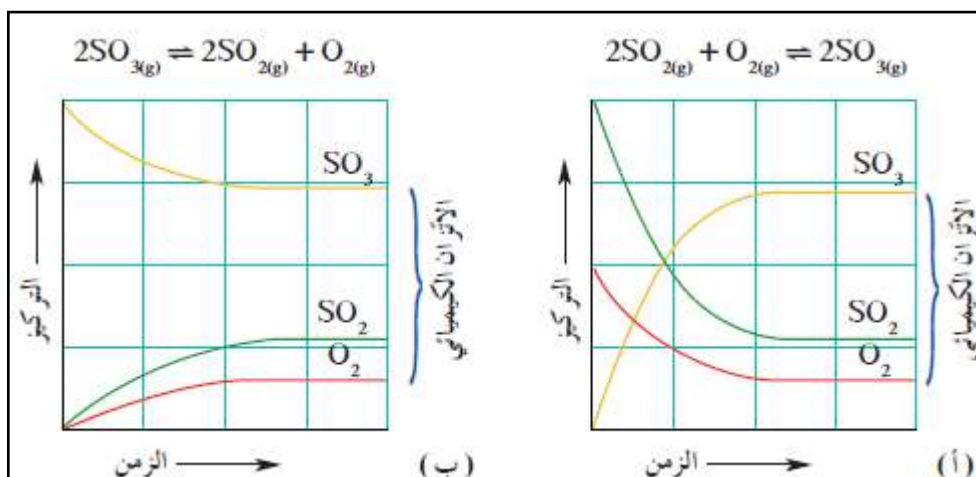 2SO₂(g) + O₂(g) ⇌ 2SO₃(g)
SO₃
SO₂
O₂
التركيز
الاتزان الكيميائي
الزمن
( أ )
2SO₃(g) ⇌ 2SO₂(g) + O₂(g)
SO₃
SO₂
O₂
التركيز
الاتزان الكيميائي
الزمن
( ب )